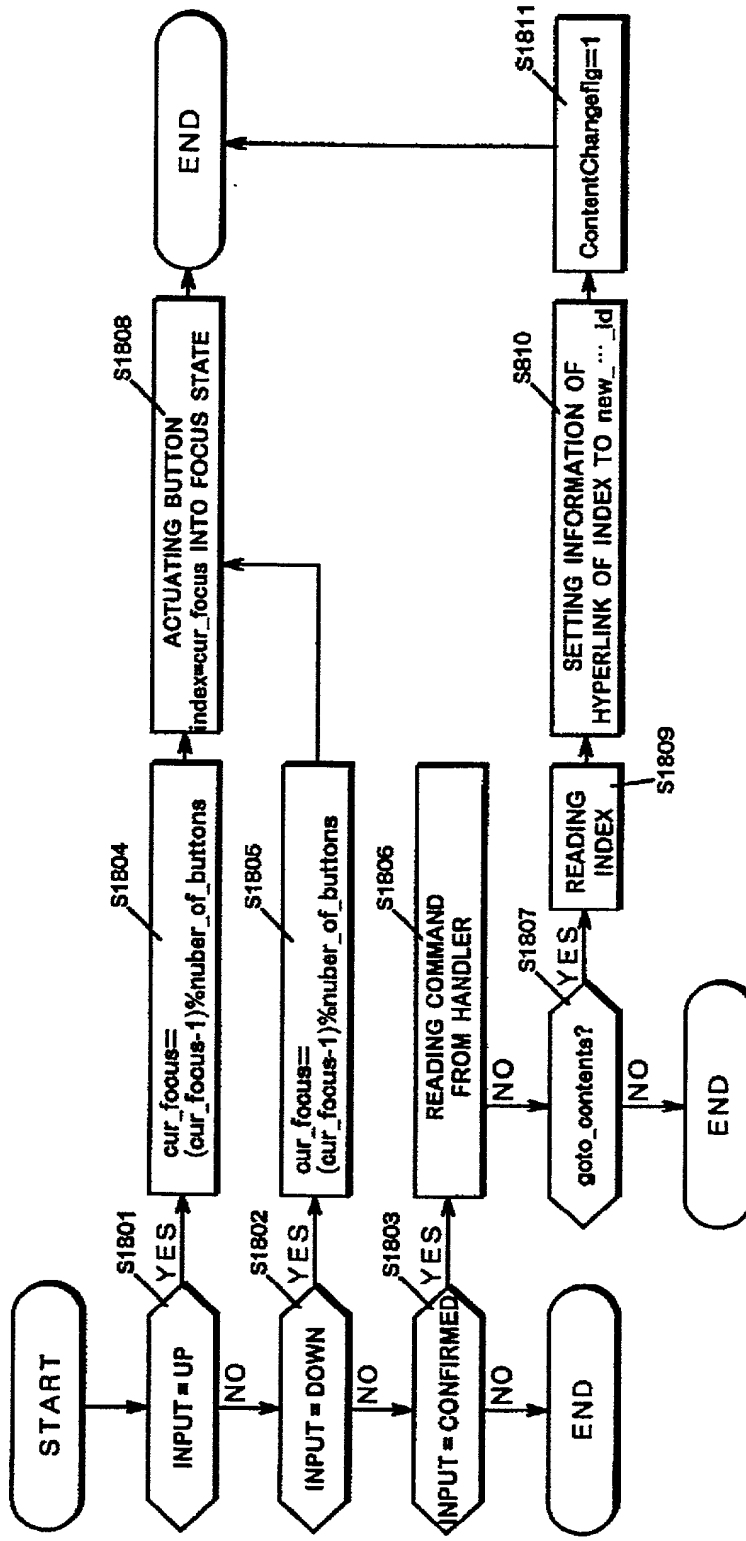 START
S1801
INPUT = UP
YES
S1804
cur_focus=
(cur_focus-1)%nuber_of_buttons
S1808
ACTUATING BUTTON
index=cur_focus INTO FOCUS STATE
END
NO
S1802
INPUT = DOWN
YES
S1805
cur_focus=
(cur_focus-1)%nuber_of_buttons
NO
S1803
INPUT = CONFIRMED
YES
S1806
READING COMMAND
FROM HANDLER
NO
END
NO
S1807
goto_contents?
YES
READING
INDEX
S1809
S810
SETTING INFORMATION OF
HYPERLINK OF INDEX TO new_···_id
S1811
ContentChangeflg=1
NO
END